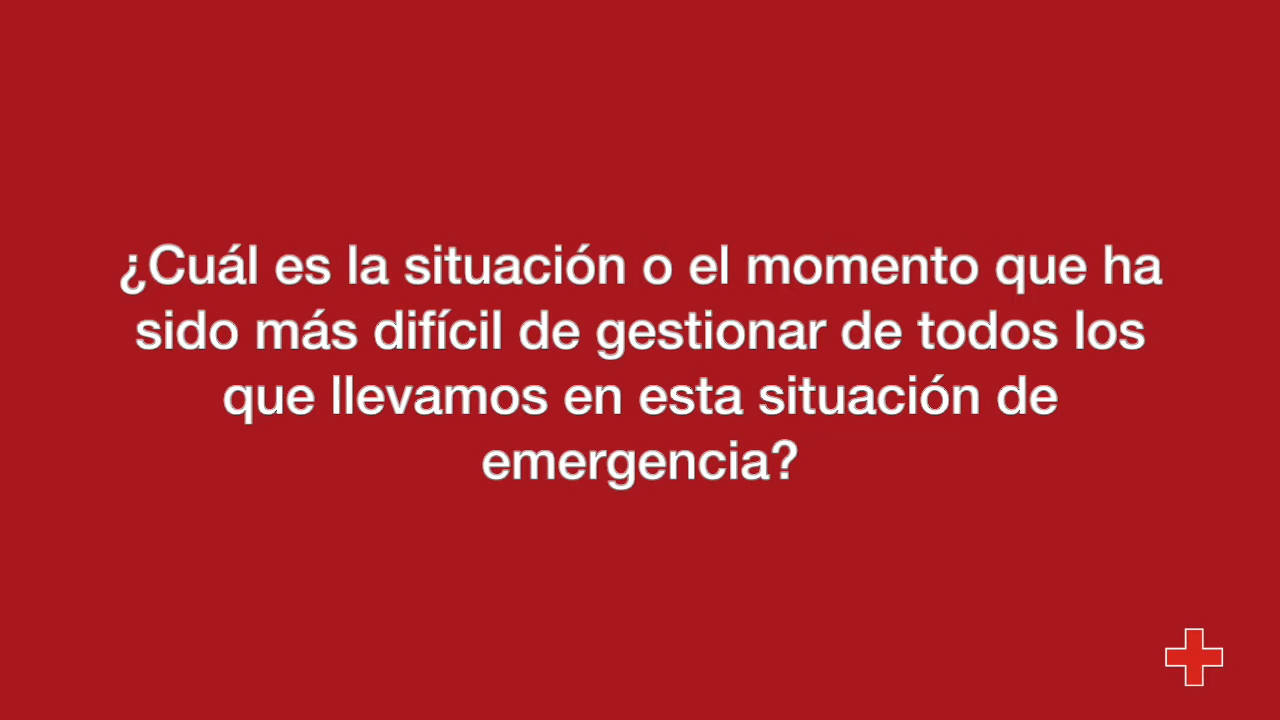 ¿Cuál es la situación o el momento que ha
sido más difícil de gestionar de todos los
que llevamos en esta situación de
emergencia?